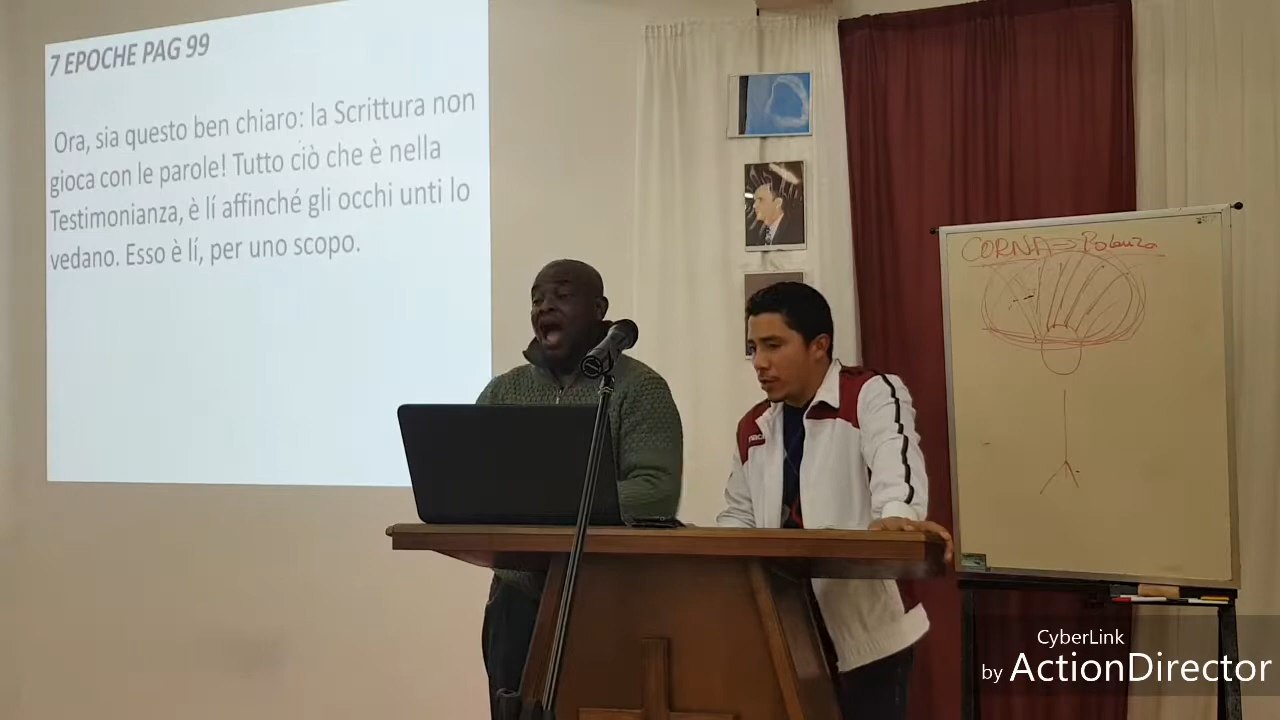 7 EPOCHE PAG 99
Ora, sia questo ben chiaro: la Scrittura non
gioca con le parole! Tutto ciò che è nella
Testimonianza, è lí affinché gli occhi unti lo
vedano. Esso è lí, per uno scopo.
CORNA => Potenza
CyberLink
by ActionDirector